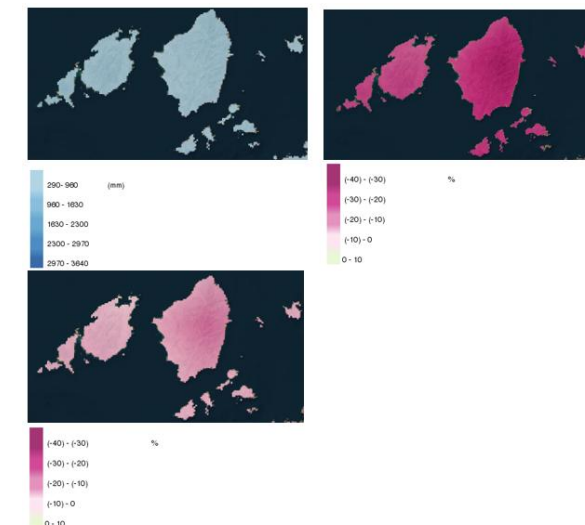 290- 960 (mm)
960 - 1630
1630 - 2300
2300 - 2970
2970 - 3640
(-40) - (-30) %
(-30) - (-20)
(-20) - (-10)
(-10) - 0
0 - 10
(-40) - (-30) %
(-30) - (-20)
(-20) - (-10)
(-10) - 0
0 - 10